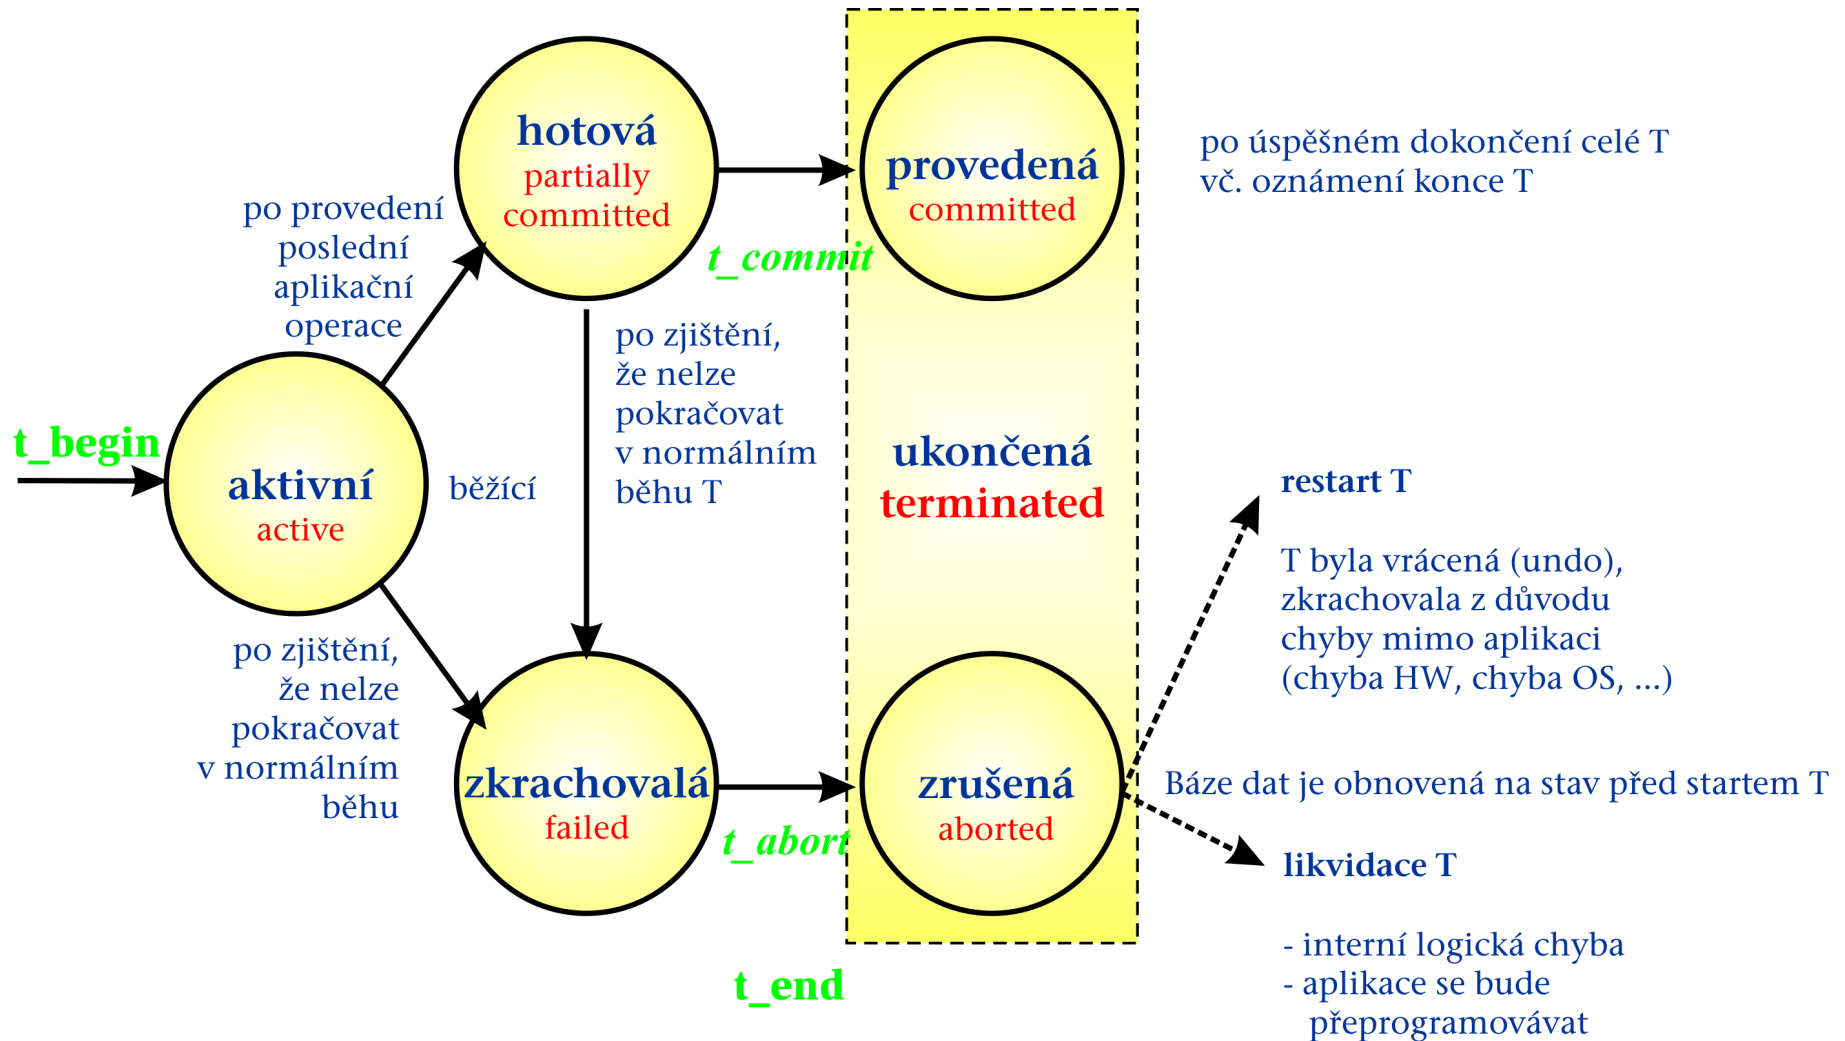 hotová
partially
committed
provedená
committed
po úspěšném dokončení celé T
vč. oznámení konce T
po provedení
poslední
aplikační
operace
t_commit
po zjištění,
že nelze
pokračovat
v normálním
běhu T
t_begin
aktivní
active
běžící
ukončená
terminated
restart T
T byla vrácená (undo),
zkrachovala z důvodu
chyby mimo aplikaci
(chyba HW, chyba OS, ...)
po zjištění,
že nelze
pokračovat
v normálním
běhu
zkrachovalá
failed
t_abort
zrušená
aborted
Báze dat je obnovená na stav před startem T
likvidace T
- interní logická chyba
- aplikace se bude
přeprogramovávat
t_end